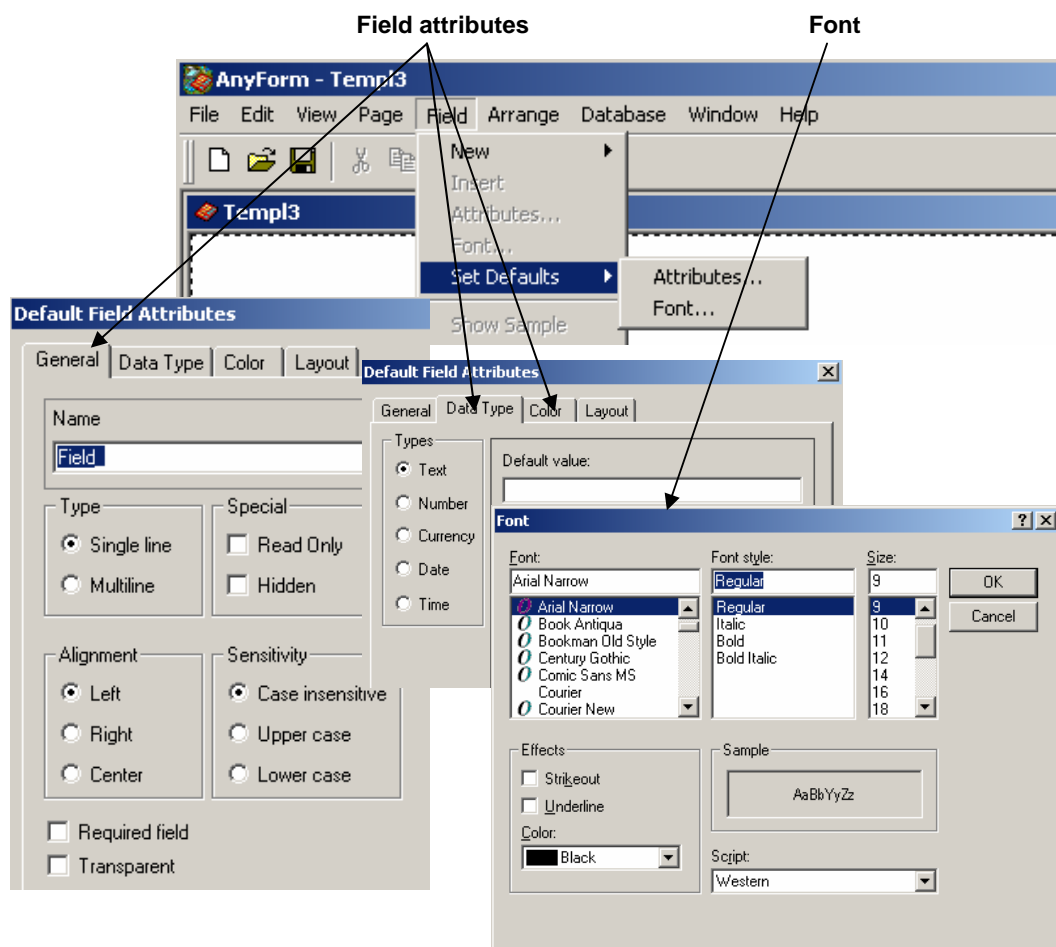 Field attributes Font
AnyForm - Templ3
File Edit View Page Field Arrange Database Window Help
New
Insert
Attributes...
Font...
Set Defaults
Show Sample
Attributes...
Font...
Templ3
Default Field Attributes
General Data Type Color Layout
Name
Field_
Type
Single line
Multiline
Special
Read Only
Hidden
Alignment
Left
Right
Center
Sensitivity
Case insensitive
Upper case
Lower case
Required field
Transparent
Default Field Attributes
General Data Type Color Layout
Types
Text
Number
Currency
Date
Time
Default value:
Font
Font:
Arial Narrow
Arial Narrow
Book Antiqua
Bookman Old Style
Century Gothic
Comic Sans MS
Courier
Courier New
Font style:
Regular
Regular
Italic
Bold
Bold Italic
Size:
9
9
10
11
12
14
16
18
OK
Cancel
Effects
Strikeout
Underline
Color:
Black
Sample
AaBbYyZz
Script:
Western